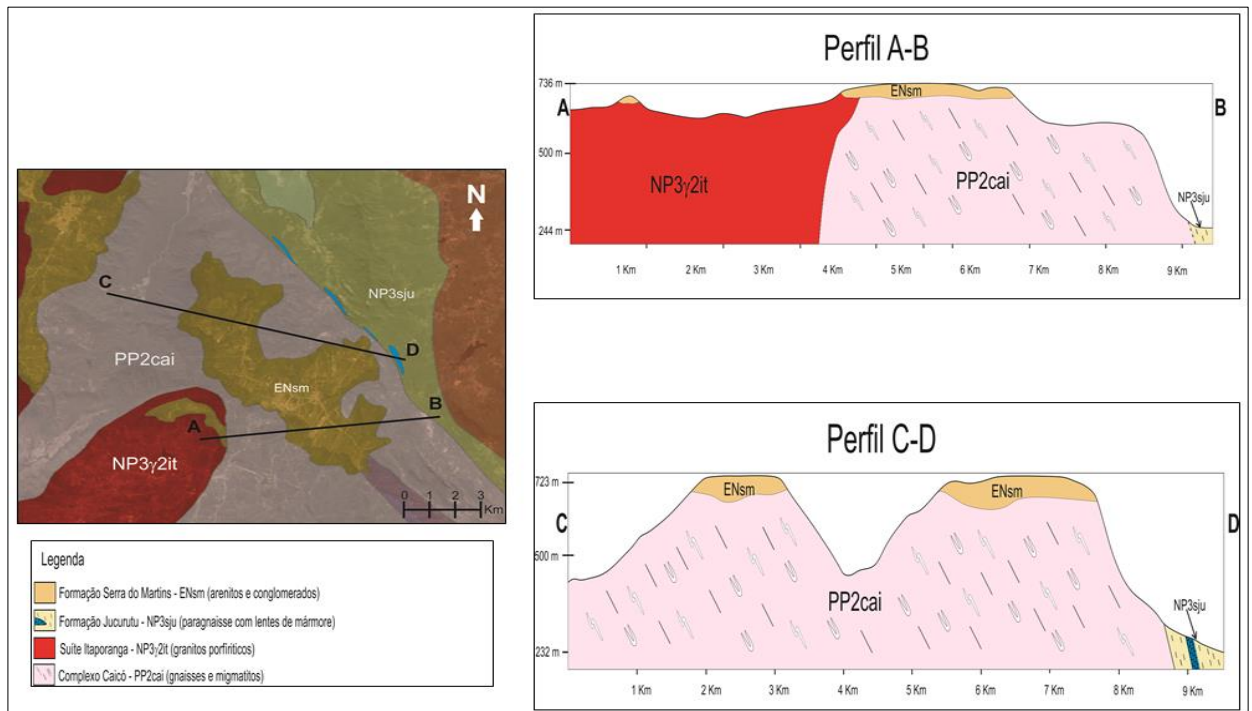 N
C
NP3sju
D
PP2cai
ENsm
B
A
NP3γ2it
0 1 2 3
Km
Legenda
Formação Serra do Martins - ENsm (arenitos e conglomerados)
Formação Jucurutu - NP3sju (paragnaisse com lentes de mármore)
Suíte Itaporanga - NP3γ2it (granitos porfiríticos)
Complexo Caicó - PP2cai (gnaisses e migmatitos)
Perfil A-B
736 m
ENsm
A
B
500 m
NP3γ2it
PP2cai
NP3sju
244 m
1 Km 2 Km 3 Km 4 Km 5 Km 6 Km 7 Km 8 Km 9 Km
Perfil C-D
723 m
ENsm ENsm
C
D
500 m
PP2cai
NP3sju
232 m
1 Km 2 Km 3 Km 4 Km 5 Km 6 Km 7 Km 8 Km 9 Km